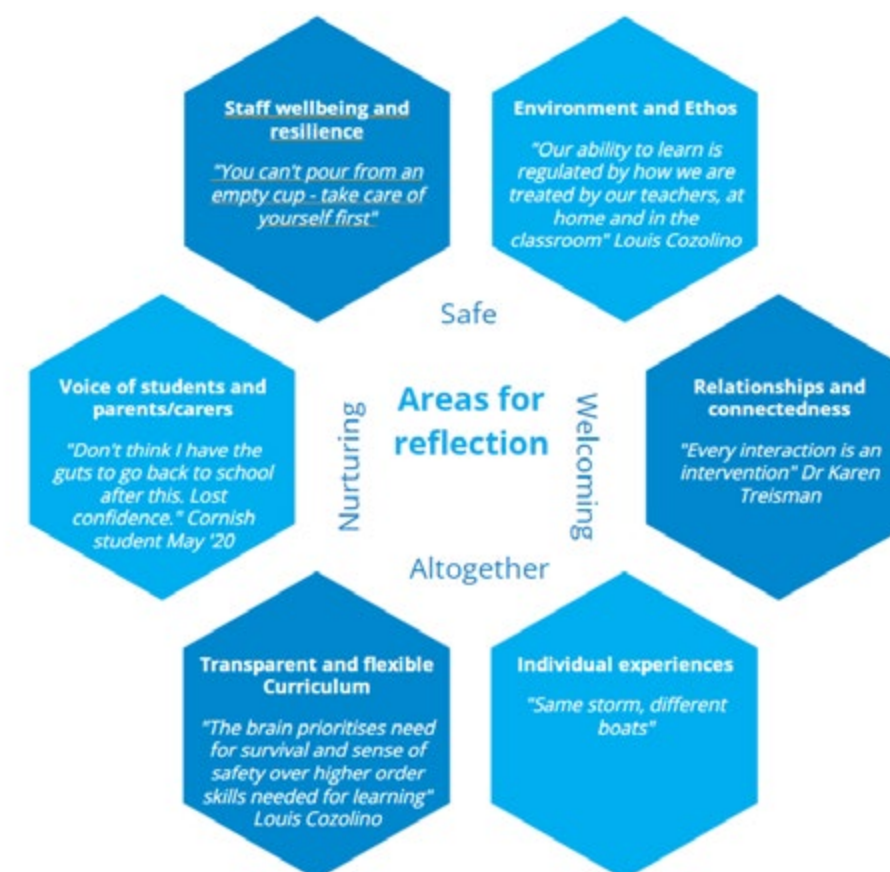 Staff wellbeing and
resilience
"You can't pour from an
empty cup - take care of
yourself first"
Environment and Ethos
"Our ability to learn is
regulated by how we are
treated by our teachers, at
home and in the
classroom" Louis Cozolino
Safe
Voice of students and
parents/carers
"Don't think I have the
guts to go back to school
after this. Lost
confidence." Cornish
student May '20
Nurturing
Areas for
reflection
Welcoming
Relationships and
connectedness
"Every interaction is an
intervention" Dr Karen
Treisman
Altogether
Transparent and flexible
Curriculum
"The brain prioritises need
for survival and sense of
safety over higher order
skills needed for learning"
Louis Cozolino
Individual experiences
"Same storm, different
boats"